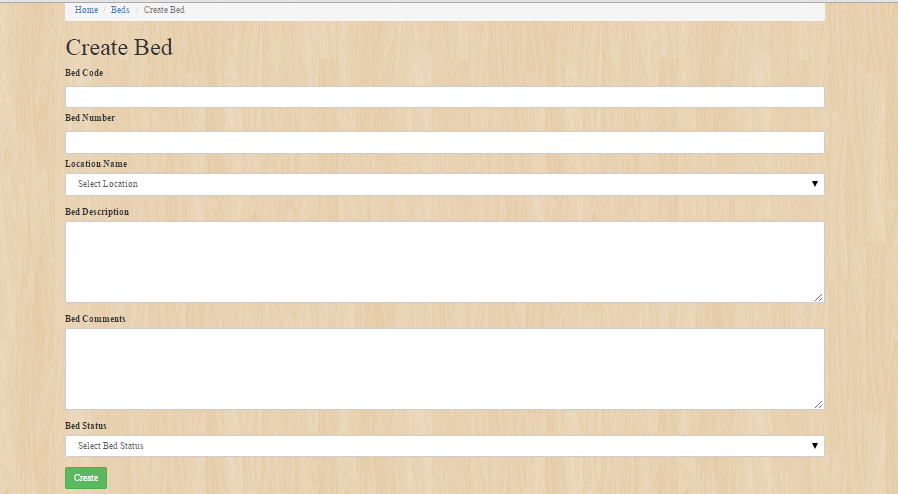 Home / Beds / Create Bed
Create Bed
Bed Code
Bed Number
Location Name
Select Location
Bed Description
Bed Comments
Bed Status
Select Bed Status
Create